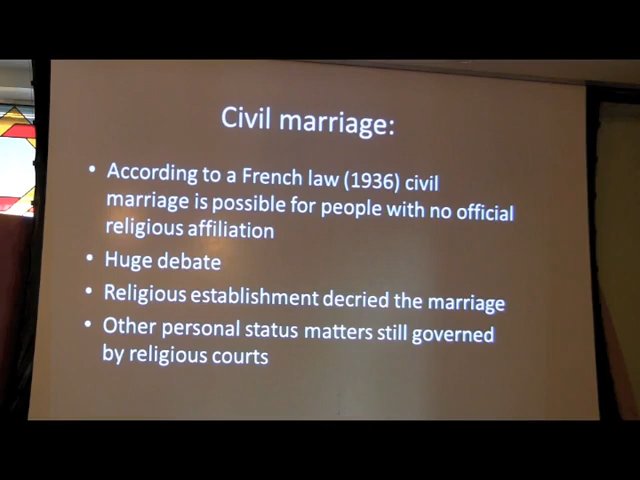 Civil marriage:
• According to a French law (1936) civil
marriage is possible for people with no official
religious affiliation
• Huge debate
• Religious establishment decried the marriage
• Other personal status matters still governed
by religious courts